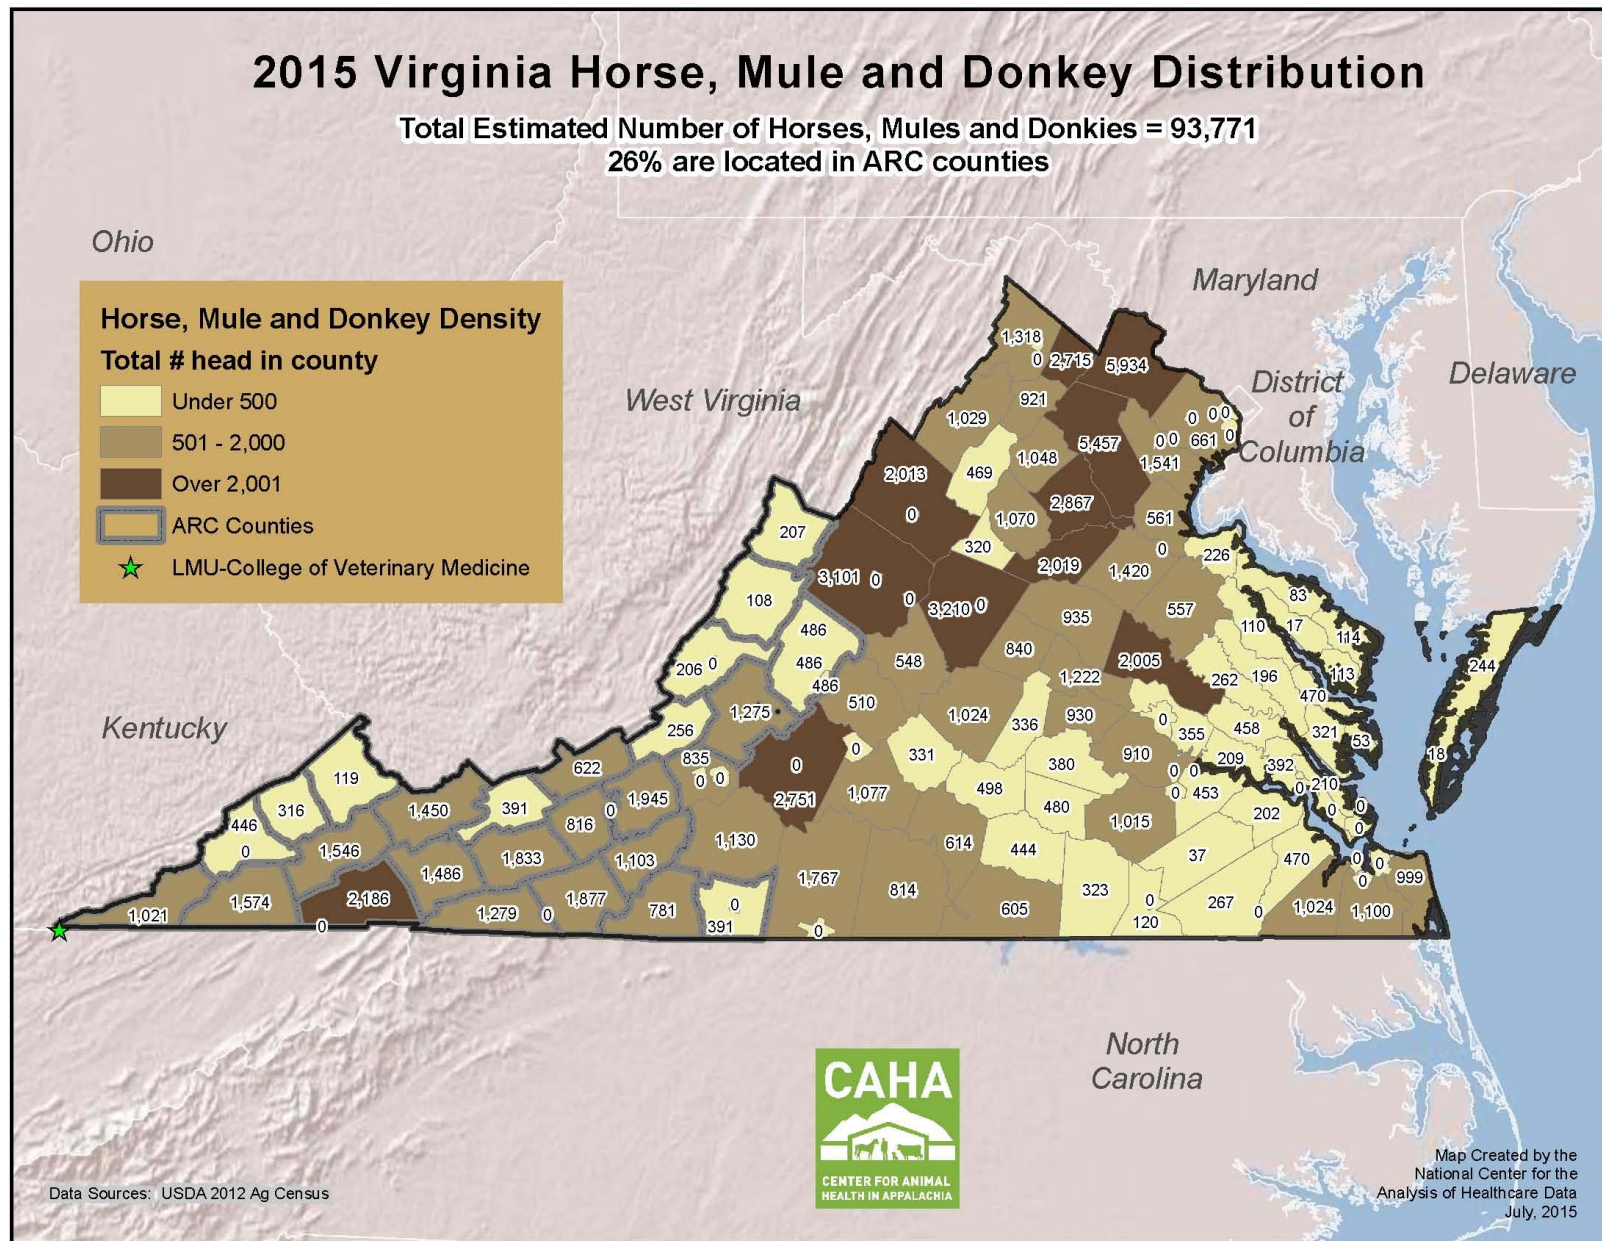 2015 Virginia Horse, Mule and Donkey Distribution
Total Estimated Number of Horses, Mules and Donkies = 93,771
26% are located in ARC counties
Ohio
Maryland
Delaware
West Virginia
District
of
Columbia
Kentucky
North
Carolina
Horse, Mule and Donkey Density
Total # head in county
Under 500
501 - 2,000
Over 2,001
ARC Counties
LMU-College of Veterinary Medicine
1,318
0 2,715 5,934
921
1,029
0 0 0
5,457 0 0 661 0
1,541
469 1,048
2,013
2,867
0
1,070 561
207
320
0 226
2,019 1,420
3,101 0
108
0 3,210 0
83
557
935
110 17 114
486
840
206 0 486 548
2,005
113 244
1,222 262 196
486
510
470
1,275
1,024 336 930 0
256
355 458 321 53
0 331
910
18
835
0
380 209 392
622
0 0
0 0
119
1,945
2,751 1,077
498
0 453
0 210
391
0
480
202
0 0
0
316
1,450
816
1,015
446
1,130
614 444
37
470
0
1,546
1,833 1,103
0 0
0
999
1,486
1,767
814
323
0
267
2,186
1,877
781
0
605
120
0
1,024 1,100
1,574
1,279 0
391
0
1,021
0
CAHA
CENTER FOR ANIMAL
HEALTH IN APPALACHIA
Data Sources: USDA 2012 Ag Census
Map Created by the
National Center for the
Analysis of Healthcare Data
July, 2015